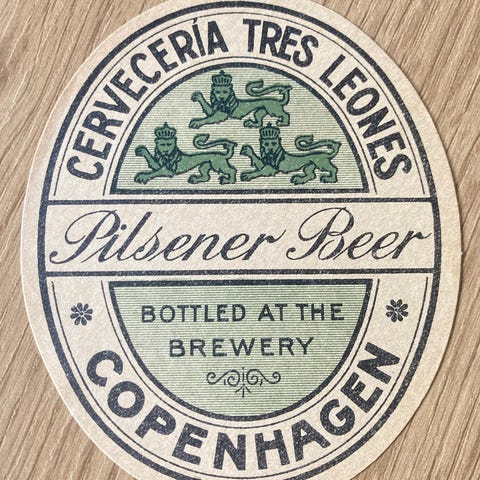 CERVECERÍA TRES LEONES
Pilsener Beer
BOTTLED AT THE
BREWERY
COPENHAGEN